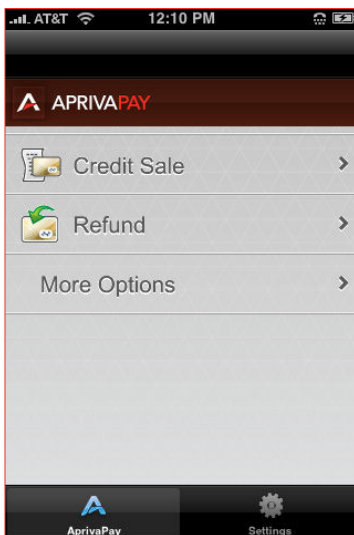 AT&T 12:10 PM
APRIVAPAY
Credit Sale
Refund
More Options
AprivaPay Settings